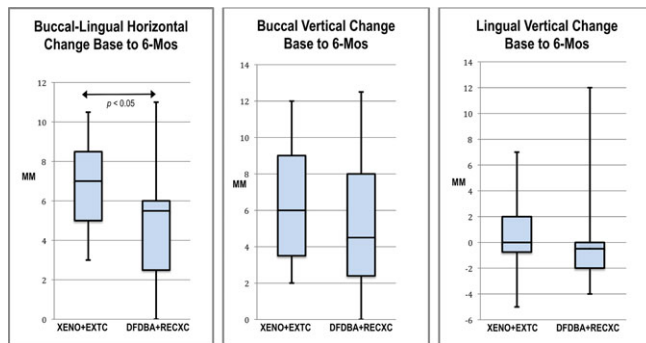 Buccal-Lingual Horizontal
Change Base to 6-Mos
12
10
8
6
4
2
0
MM
p < 0.05
XENO+EXTC
DFDBA+RECXC
Buccal Vertical Change
Base to 6-Mos
14
12
10
8
6
4
2
0
MM
XENO+EXTC
DFDBA+RECXC
Lingual Vertical Change
Base to 6-Mos
14
12
10
8
6
4
2
-0
-2
-4
-6
MM
XENO+EXTC
DFDBA+RECXC